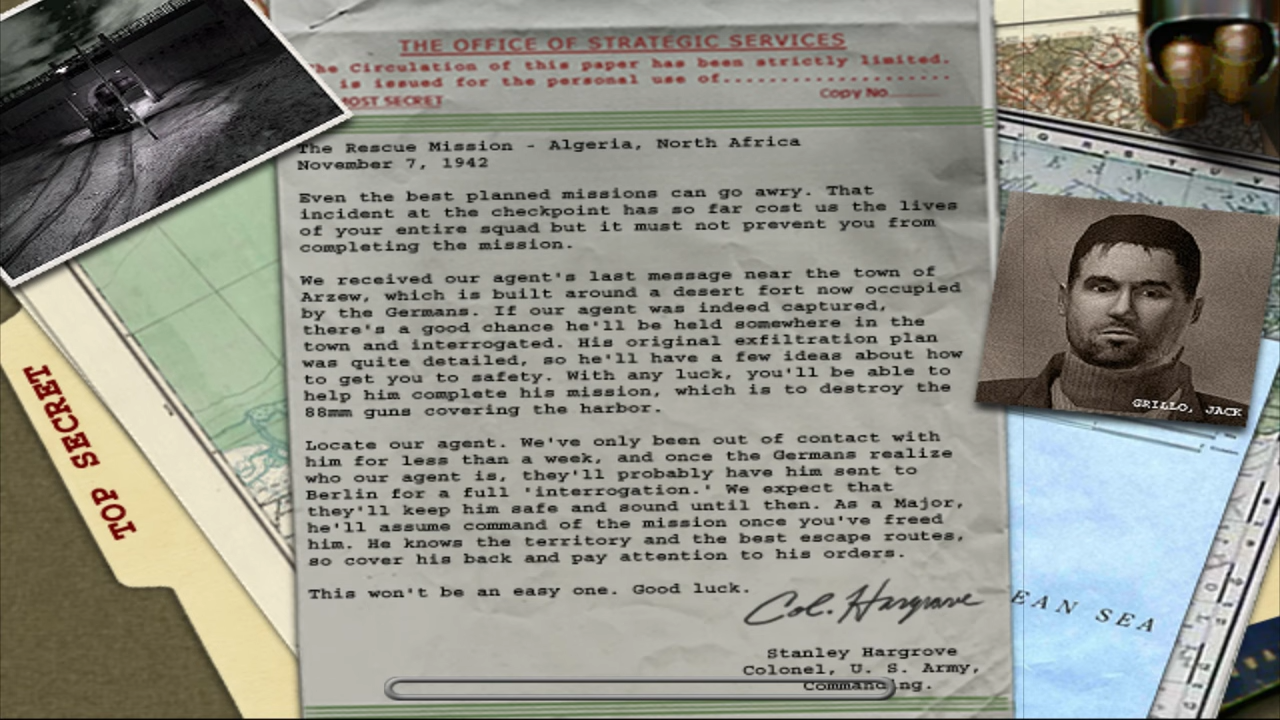 THE OFFICE OF STRATEGIC SERVICES
he Circulation of this paper has been strictly limited.
is issued for the personal use of......................
MOST SECRET
Copy No
The Rescue Mission - Algeria, North Africa
November 7, 1942
Even the best planned missions can go awry. That
incident at the checkpoint has so far cost us the lives
of your entire squad but it must not prevent you from
completing the mission.
We received our agent's last message near the town of
Arzew, which is built around a desert fort now occupied
by the Germans. If our agent was indeed captured,
there's a good chance he'll be held somewhere in the
town and interrogated. His original exfiltration plan
was quite detailed, so he'll have a few ideas about how
to get you to safety. With any luck, you'll be able to
help him complete his mission, which is to destroy the
88mm guns covering the harbor.
Locate our agent. We've only been out of contact with
him for less than a week, and once the Germans realize
who our agent is, they'll probably have him sent to
Berlin for a full 'interrogation.' We expect that
they'll keep him safe and sound until then. As a Major,
he'll assume command of the mission once you've freed
him. He knows the territory and the best escape routes,
so cover his back and pay attention to his orders.
This won't be an easy one. Good luck.
Col. Hargrave
Stanley Hargrove
Colonel, U. S. Army,
Commanding.
TOP SECRET
GRILLO, JACK
EAN SEA